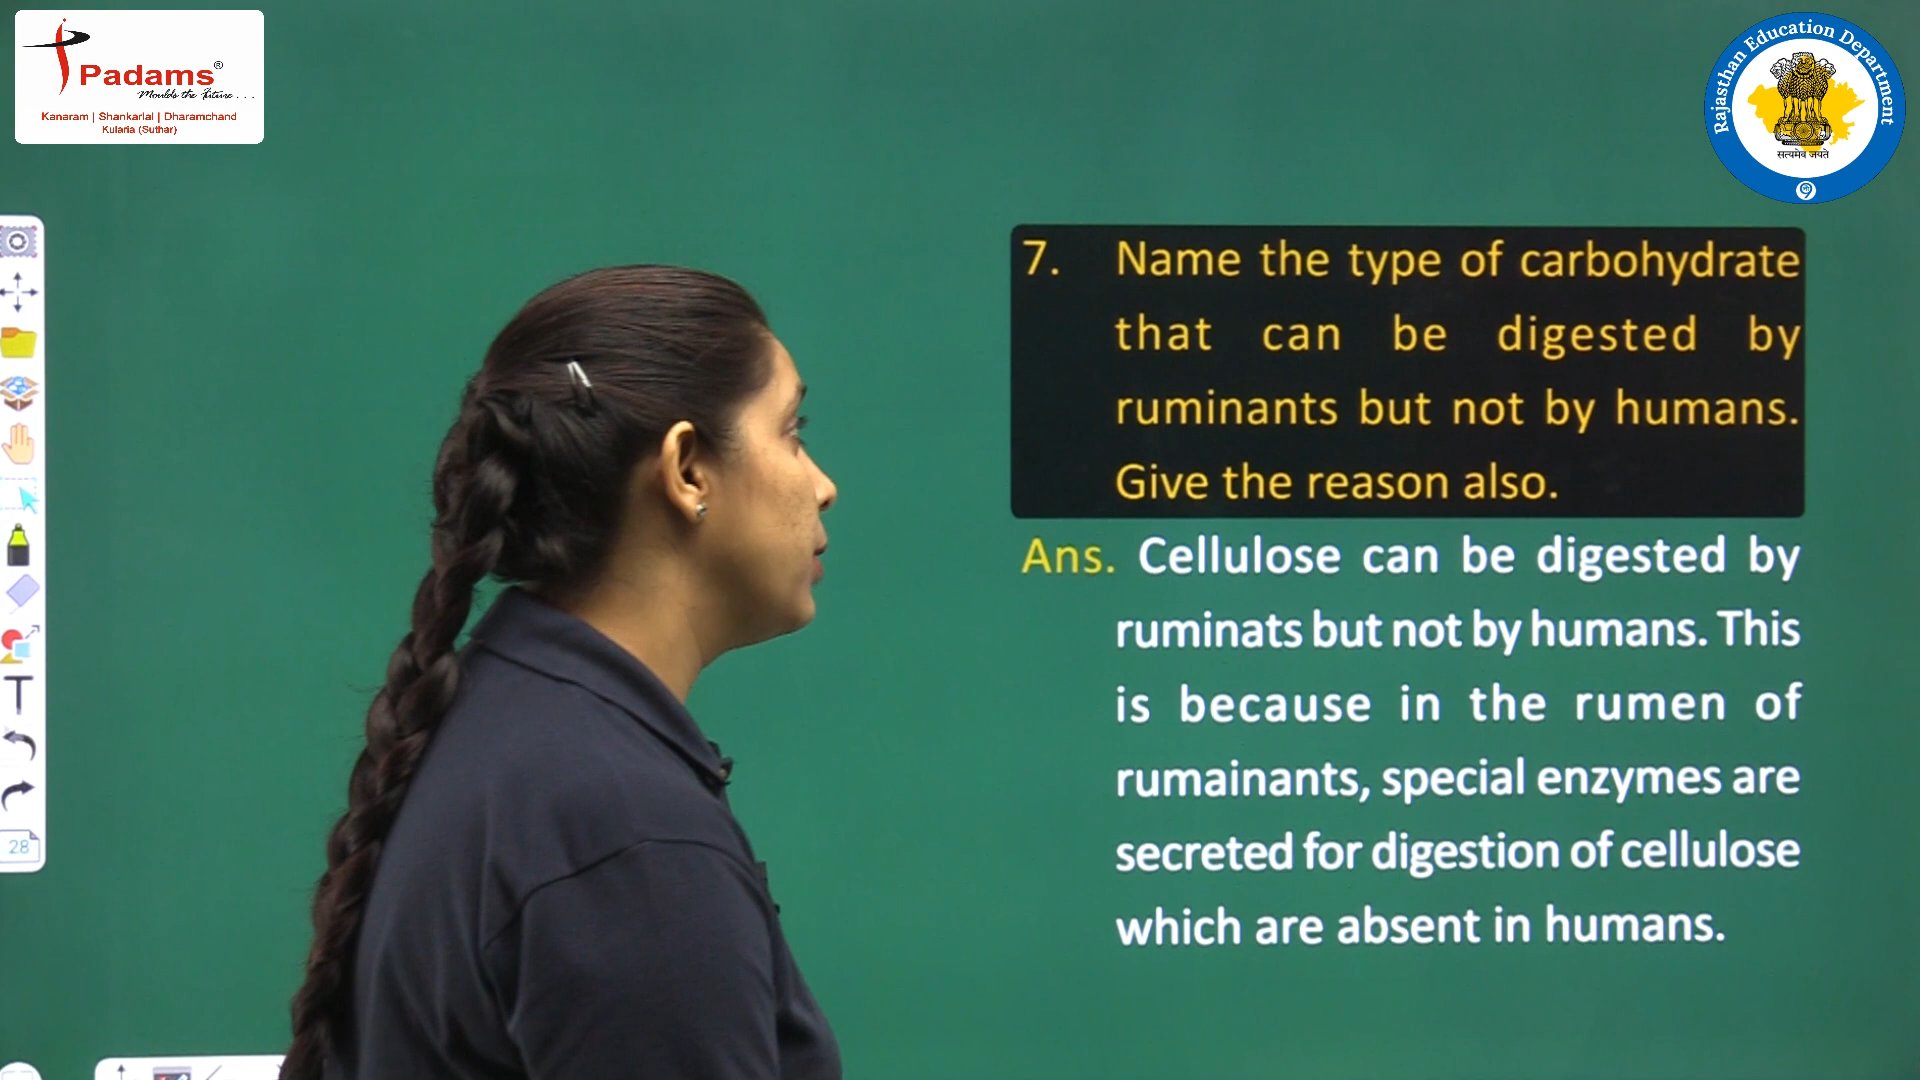 Padams®
Moulds the Future . . .
Kanaram | Shankarlal | Dharamchand
Kularia (Suthar)
Rajasthan Education Department
सत्यमेव जयते
7. Name the type of carbohydrate
that can be digested by
ruminants but not by humans.
Give the reason also.
Ans. Cellulose can be digested by
ruminats but not by humans. This
is because in the rumen of
rumainants, special enzymes are
secreted for digestion of cellulose
which are absent in humans.
T
28